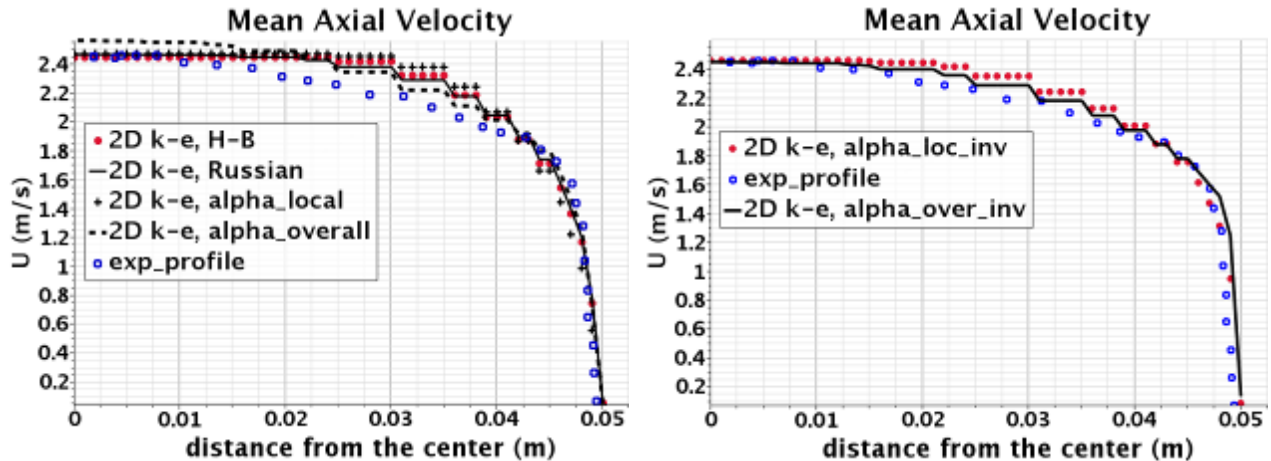 Mean Axial Velocity
2.4
2.2
2
1.8
1.6
1.4
1.2
1
0.8
0.6
0.4
0.2
U (m/s)
2D k-e, H-B
2D k-e, Russian
2D k-e, alpha_local
2D k-e, alpha_overall
exp_profile
0 0.01 0.02 0.03 0.04 0.05
distance from the center (m)
Mean Axial Velocity
2.4
2.2
2
1.8
1.6
1.4
1.2
1
0.8
0.6
0.4
0.2
U (m/s)
2D k-e, alpha_loc_inv
exp_profile
2D k-e, alpha_over_inv
0 0.01 0.02 0.03 0.04 0.05
distance from the center (m)